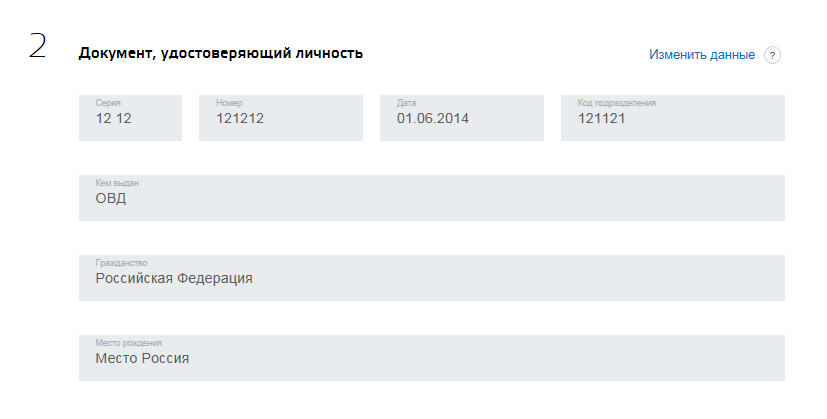 2
Документ, удостоверяющий личность
Изменить данные ?
Серия
12 12
Номер
121212
Дата
01.06.2014
Код подразделения
121121
Кем выдан
ОВД
Гражданство
Российская Федерация
Место рождения
Место Россия